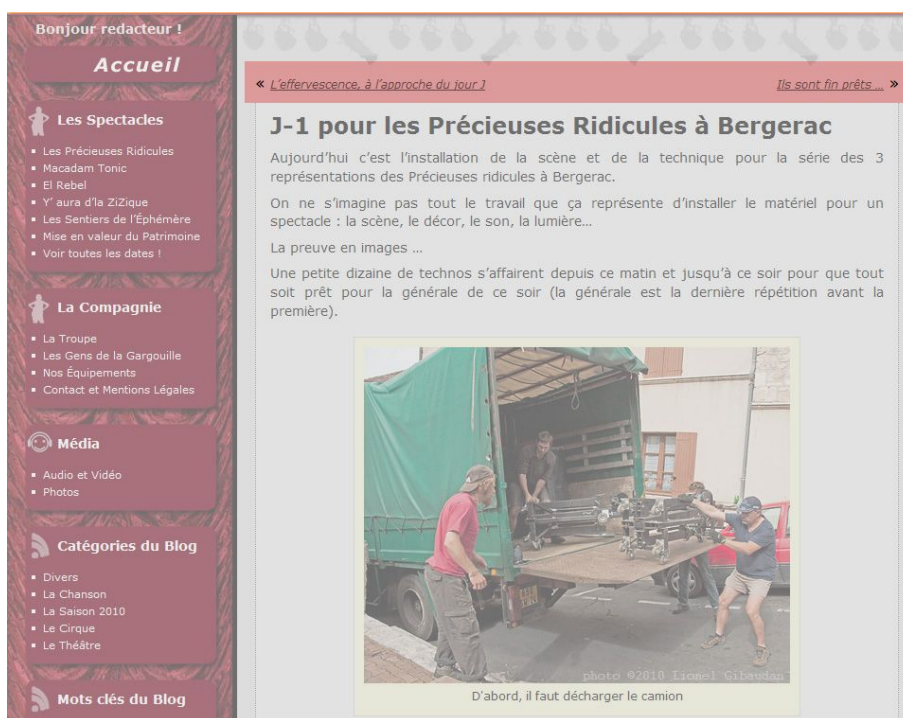 Bonjour redacteur !
Accueil
Les Spectacles
Les Précieuses Ridicules
Macadam Tonic
El Rebel
Y' aura d'la ZiZique
Les Sentiers de l'Éphémère
Mise en valeur du Patrimoine
Voir toutes les dates !
La Compagnie
La Troupe
Les Gens de la Gargouille
Nos Équipements
Contact et Mentions Légales
Média
Audio et Vidéo
Photos
Catégories du Blog
Divers
La Chanson
La Saison 2010
Le Cirque
Le Théâtre
Mots clés du Blog
« L'effervescence, à l'approche du jour J
Ils sont fin prêts ... »
J-1 pour les Précieuses Ridicules à Bergerac
Aujourd'hui c'est l'installation de la scène et de la technique pour la série des 3
représentations des Précieuses ridicules à Bergerac.
On ne s'imagine pas tout le travail que ça représente d'installer le matériel pour un
spectacle : la scène, le décor, le son, la lumière…
La preuve en images …
Une petite dizaine de technos s'affairent depuis ce matin et jusqu'à ce soir pour que tout
soit prêt pour la générale de ce soir (la générale est la dernière répétition avant la
première).
photo ©2010 Lionel Gibaudan
D'abord, il faut décharger le camion